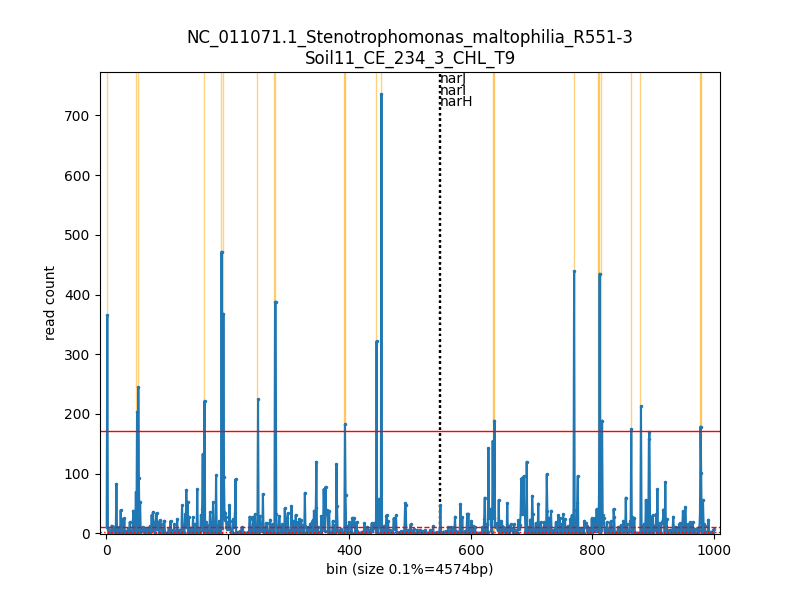 NC_011071.1_Stenotrophomonas_maltophilia_R551-3
Soil11_CE_234_3_CHL_T9
narJ
narI
narH
700
600
500
400
300
200
100
0
read count
0 200 400 600 800 1000
bin (size 0.1%=4574bp)